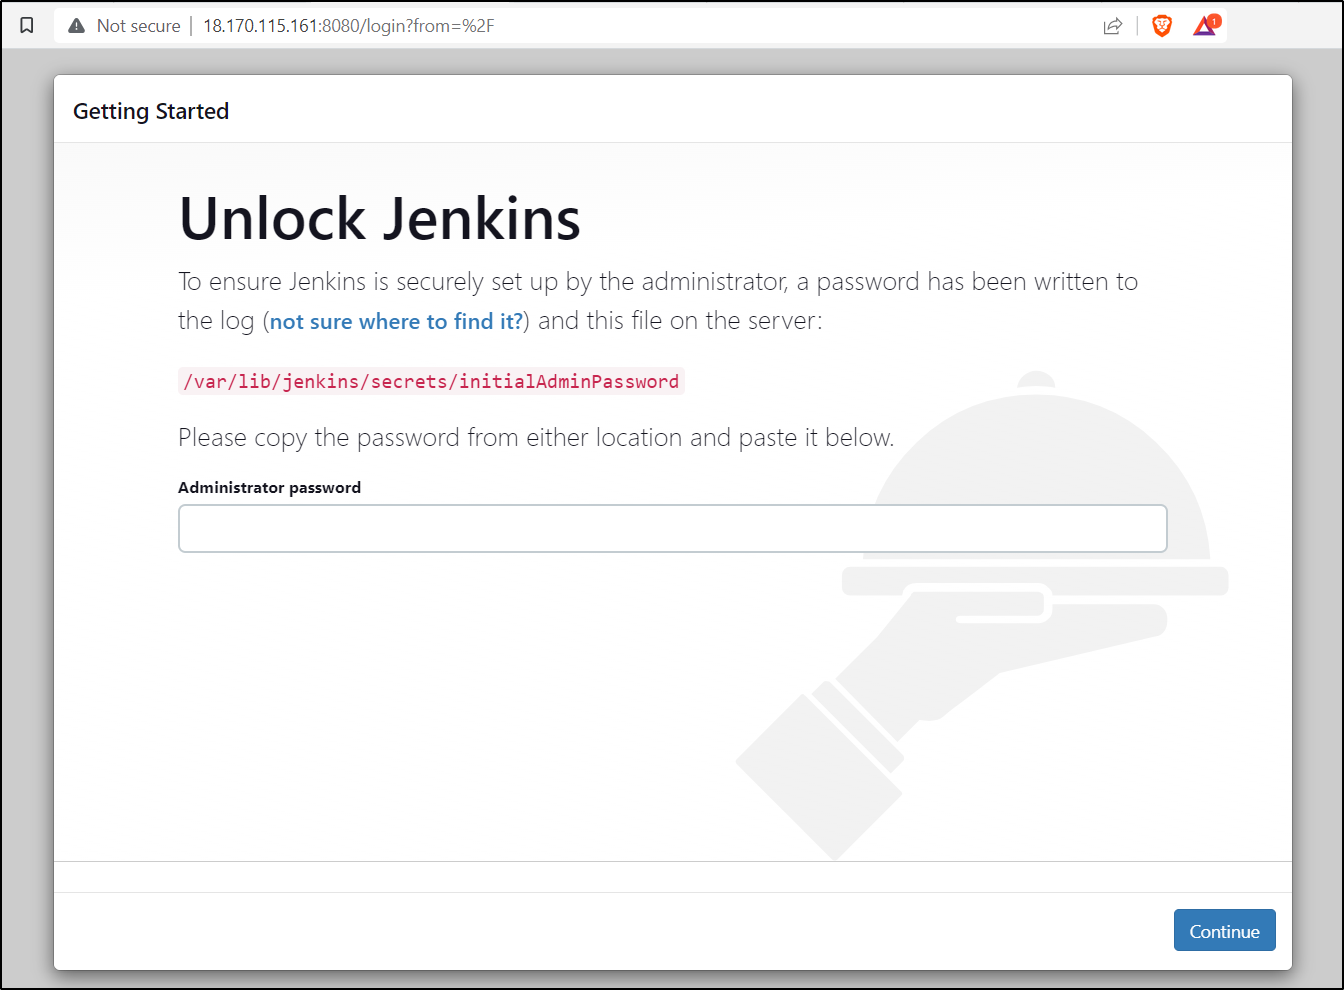 Not secure | 18.170.115.161:8080/login?from=%2F
1
Getting Started
Unlock Jenkins
To ensure Jenkins is securely set up by the administrator, a password has been written to
the log (not sure where to find it?) and this file on the server:
/var/lib/jenkins/secrets/initialAdminPassword
Please copy the password from either location and paste it below.
Administrator password
Continue